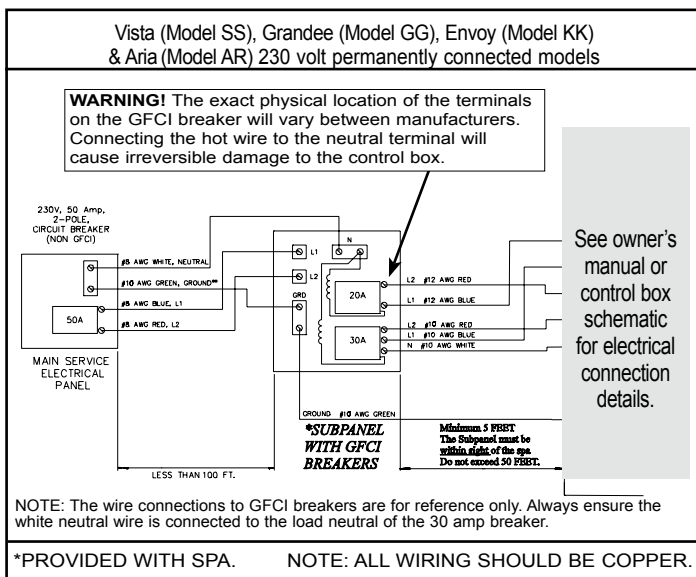 Vista (Model SS), Grandee (Model GG), Envoy (Model KK)
& Aria (Model AR) 230 volt permanently connected models
WARNING! The exact physical location of the terminals
on the GFCI breaker will vary between manufacturers.
Connecting the hot wire to the neutral terminal will
cause irreversible damage to the control box.
230V, 50 Amp,
2-POLE,
CIRCUIT BREAKER
(NON GFCI)
#8 AWG WHITE, NEUTRAL
#10 AWG GREEN, GROUND**
#8 AWG BLUE, L1
#8 AWG RED, L2
50A
MAIN SERVICE
ELECTRICAL
PANEL
N
L1
L2
GRD
20A
30A
L2 #12 AWG RED
L1 #12 AWG BLUE
L2 #10 AWG RED
L1 #10 AWG BLUE
N #10 AWG WHITE
GROUND #10 AWG GREEN
See owner's
manual or
control box
schematic
for electrical
connection
details.
*SUBPANEL
WITH GFCI
BREAKERS
Minimum 5 FEET
The Subpanel must be
within sight of the spa
Do not exceed 50 FEET.
LESS THAN 100 FT.
NOTE: The wire connections to GFCI breakers are for reference only. Always ensure the
white neutral wire is connected to the load neutral of the 30 amp breaker.
*PROVIDED WITH SPA. NOTE: ALL WIRING SHOULD BE COPPER.